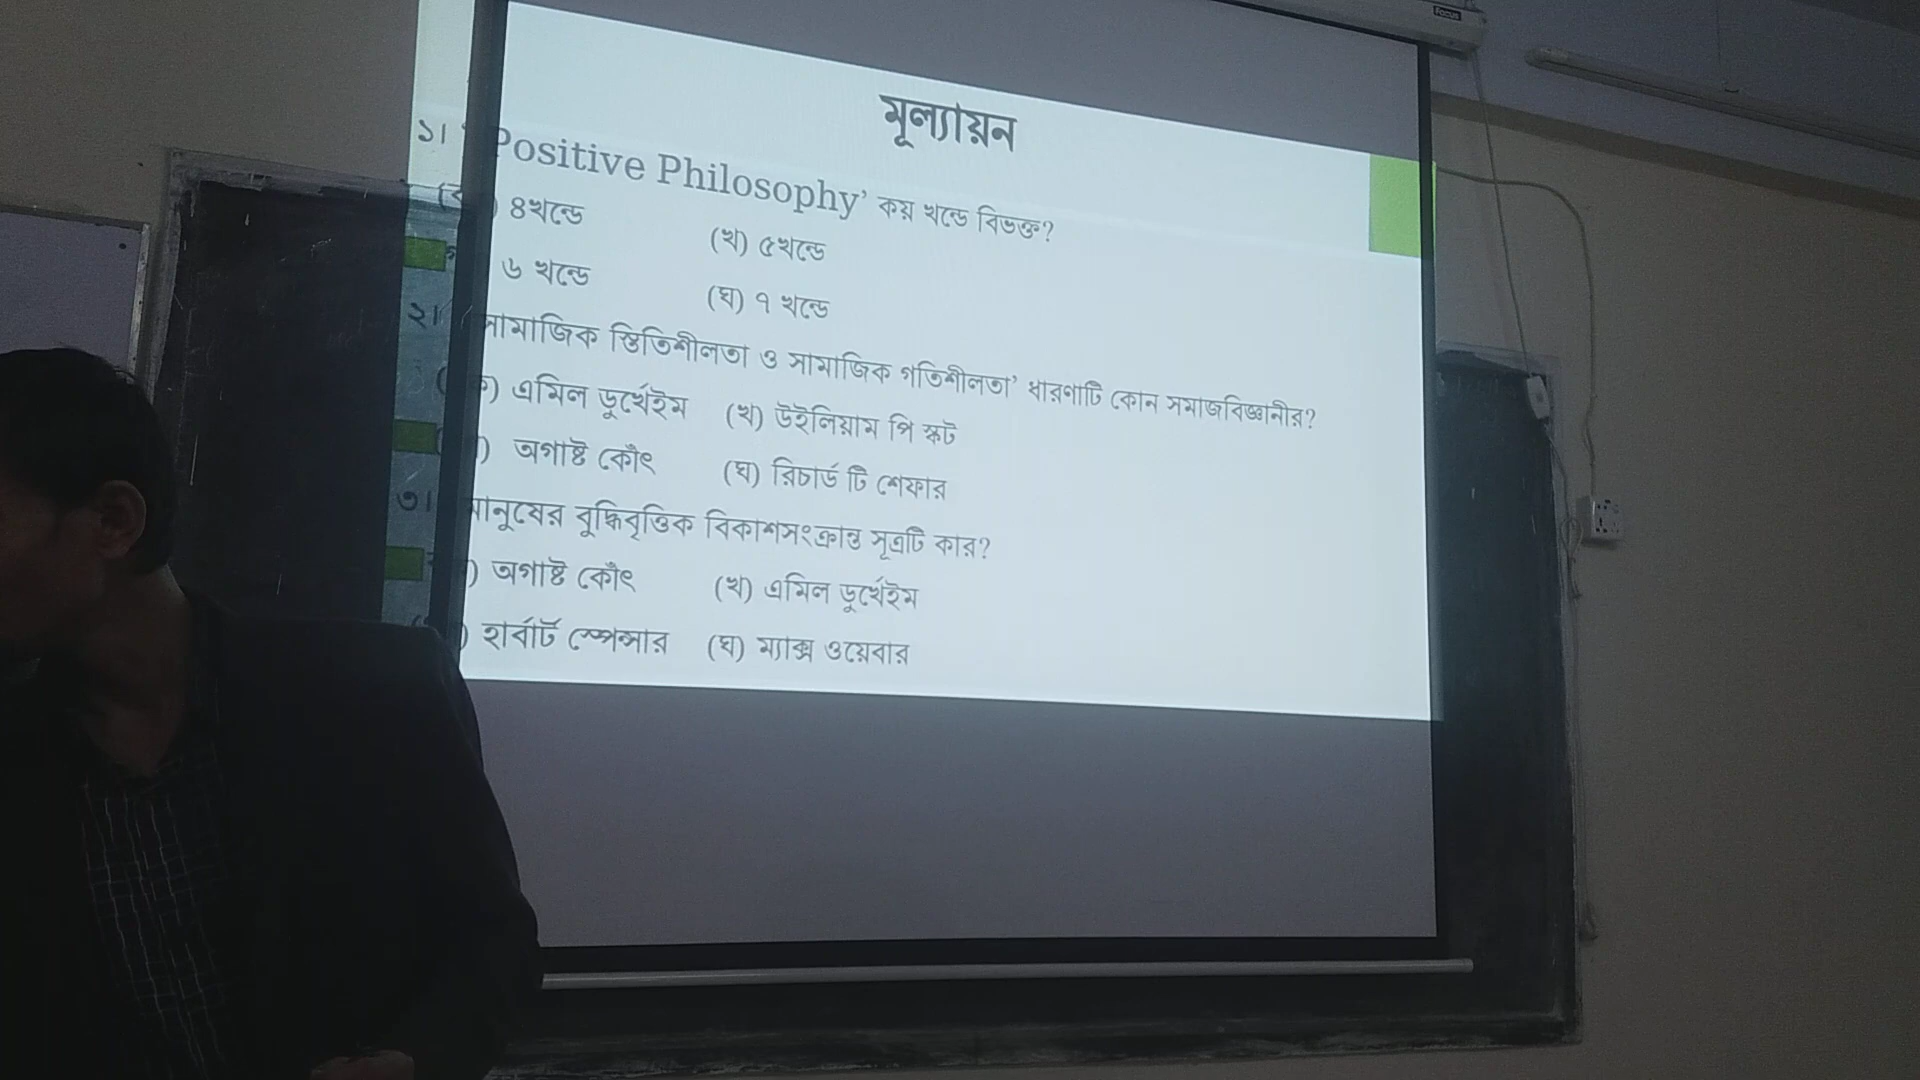 Focus
মূল্যায়ন
১। ‘Positive Philosophy’ কয় খন্ডে বিভক্ত?
(ক) ৪খন্ডে (খ) ৫খন্ডে
৬ খন্ডে (ঘ) ৭ খন্ডে
২। সামাজিক স্তিতিশীলতা ও সামাজিক গতিশীলতা’ ধারণাটি কোন সমাজবিজ্ঞানীর?
(ক) এমিল ডুর্খেইম (খ) উইলিয়াম পি স্কট
) অগাষ্ট কোঁৎ (ঘ) রিচার্ড টি শেফার
৩। মানুষের বুদ্ধিবৃত্তিক বিকাশসংক্রান্ত সূত্রটি কার?
) অগাষ্ট কোঁৎ (খ) এমিল ডুর্খেইম
) হার্বার্ট স্পেন্সার (ঘ) ম্যাক্স ওয়েবার